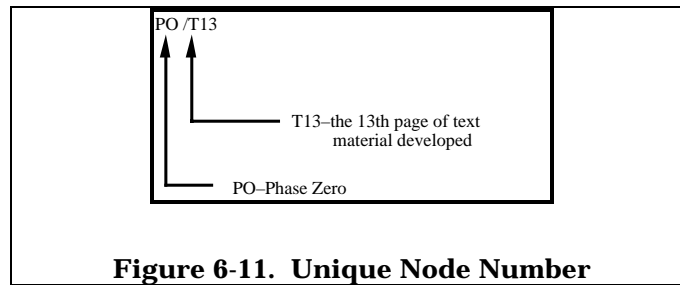 PO /T13
T13–the 13th page of text
material developed
PO–Phase Zero
Figure 6-11. Unique Node Number